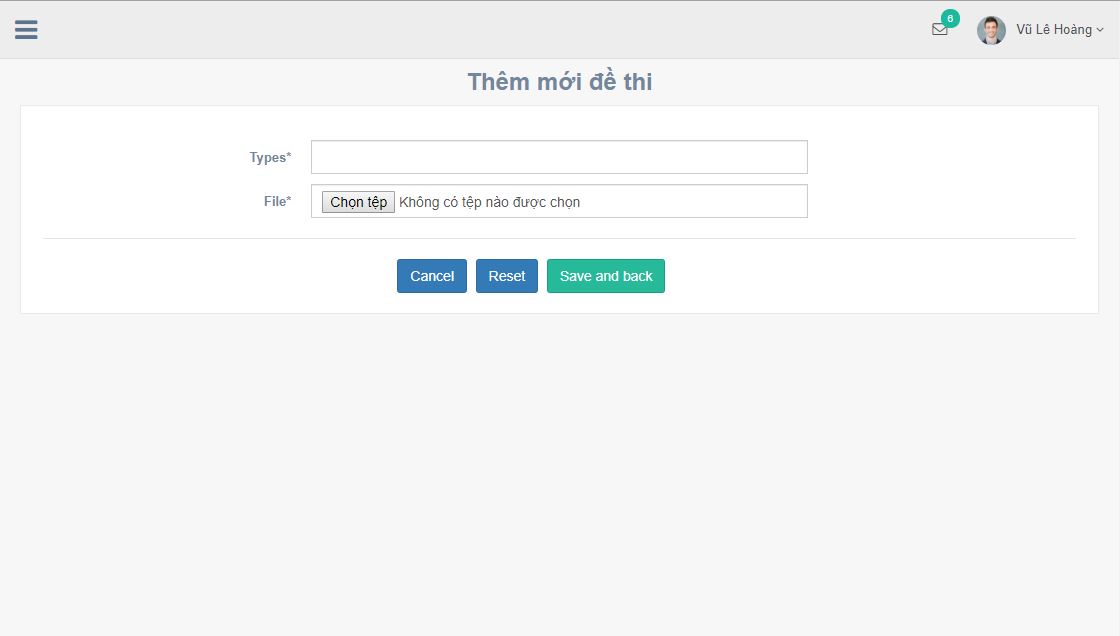 6
Vũ Lê Hoàng
Thêm mới đề thi
Types*
File*
Chọn tệp Không có tệp nào được chọn
Cancel Reset Save and back